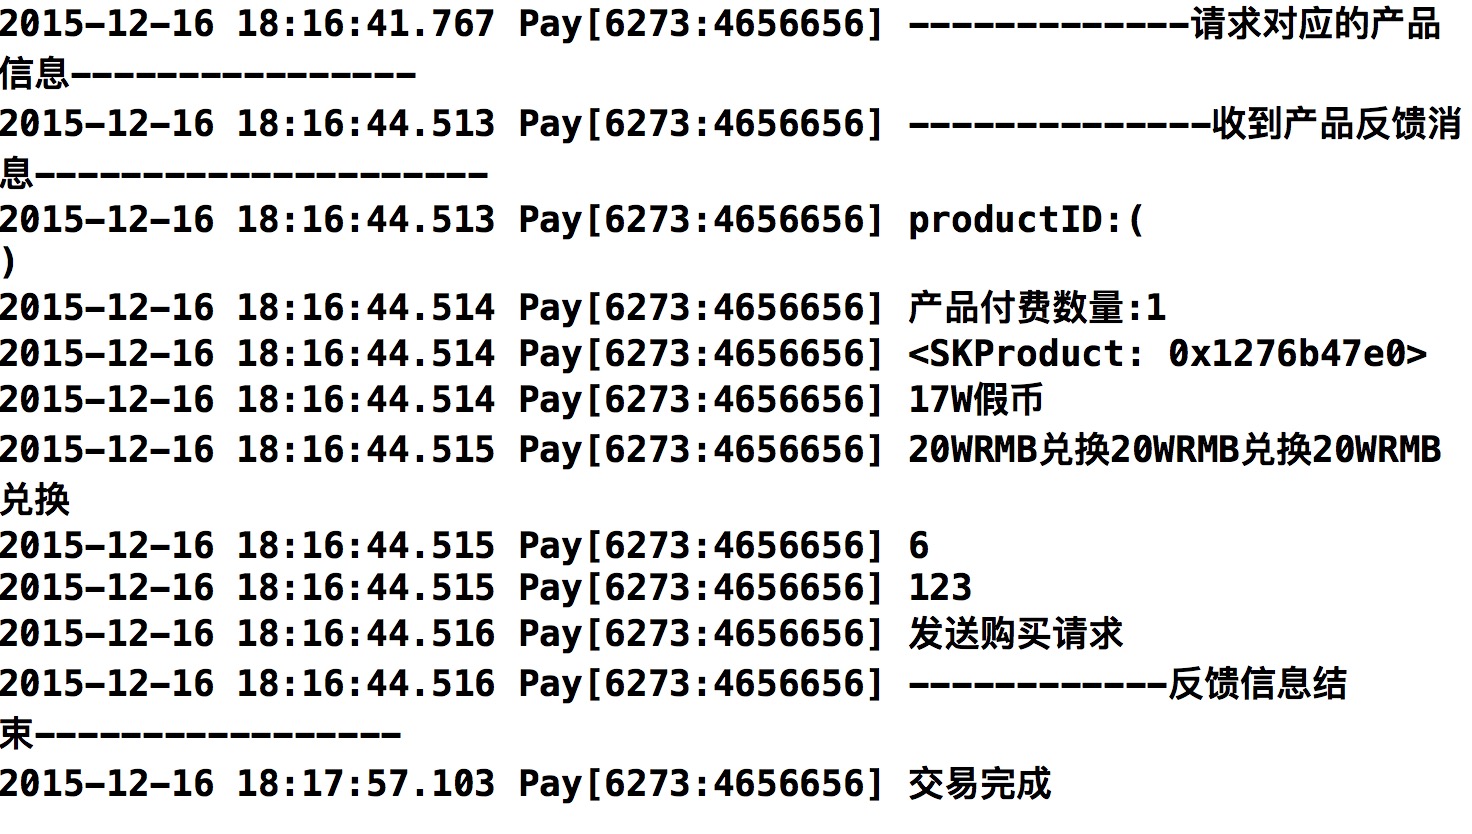 2015-12-16 18:16:41.767 Pay[6273:4656656] -------------请求对应的产品
信息----------------
2015-12-16 18:16:44.513 Pay[6273:4656656] --------------收到产品反馈消
息---------------------
2015-12-16 18:16:44.513 Pay[6273:4656656] productID:(
)
2015-12-16 18:16:44.514 Pay[6273:4656656] 产品付费数量:1
2015-12-16 18:16:44.514 Pay[6273:4656656] <SKProduct: 0x1276b47e0>
2015-12-16 18:16:44.514 Pay[6273:4656656] 17W假币
2015-12-16 18:16:44.515 Pay[6273:4656656] 20WRMB兑换20WRMB兑换20WRMB
兑换
2015-12-16 18:16:44.515 Pay[6273:4656656] 6
2015-12-16 18:16:44.515 Pay[6273:4656656] 123
2015-12-16 18:16:44.516 Pay[6273:4656656] 发送购买请求
2015-12-16 18:16:44.516 Pay[6273:4656656] ------------反馈信息结
束-----------------
2015-12-16 18:17:57.103 Pay[6273:4656656] 交易完成